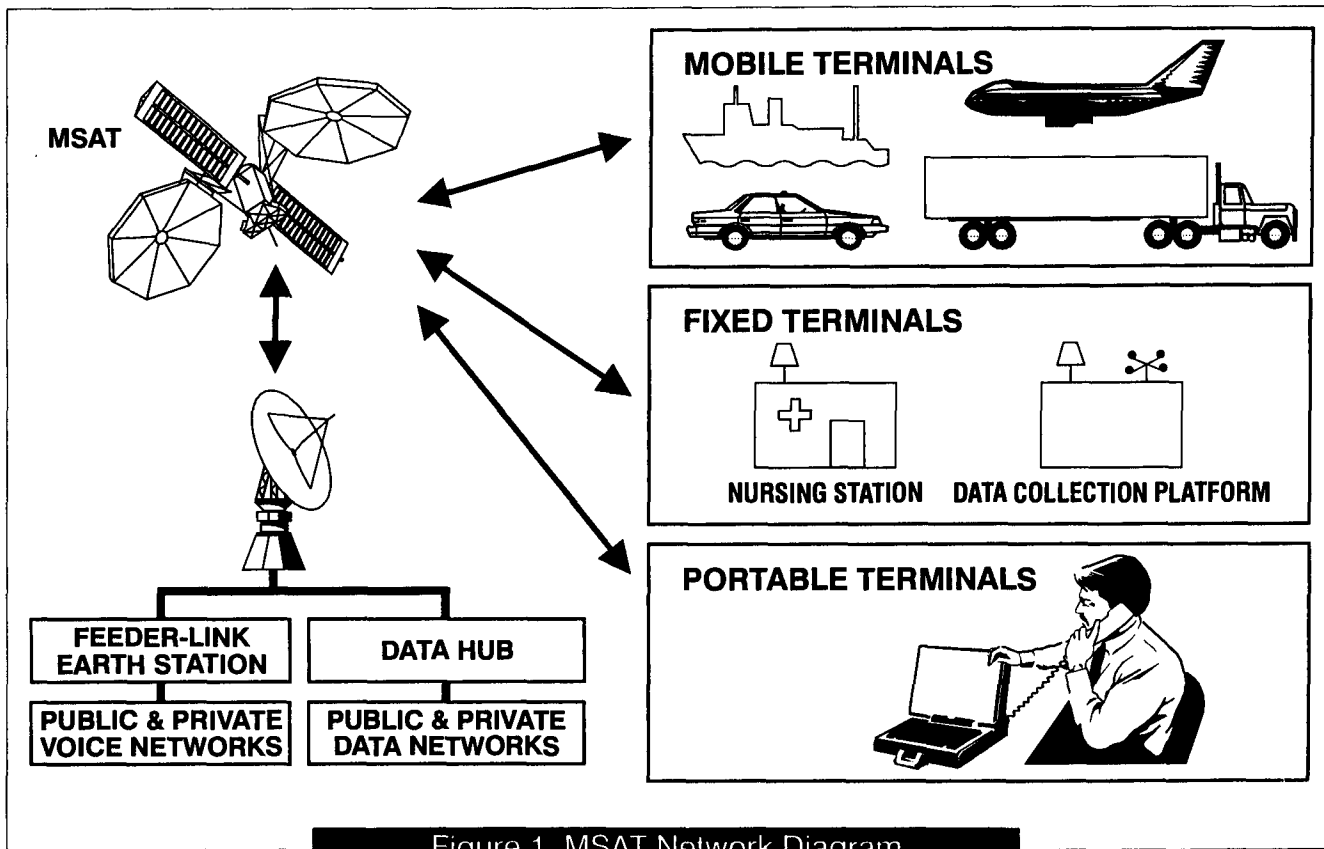 MSAT
MOBILE TERMINALS
FIXED TERMINALS
NURSING STATION
DATA COLLECTION PLATFORM
PORTABLE TERMINALS
FEEDER-LINK
EARTH STATION
DATA HUB
PUBLIC & PRIVATE
VOICE NETWORKS
PUBLIC & PRIVATE
DATA NETWORKS
Figure 1. MSAT Network Diagram